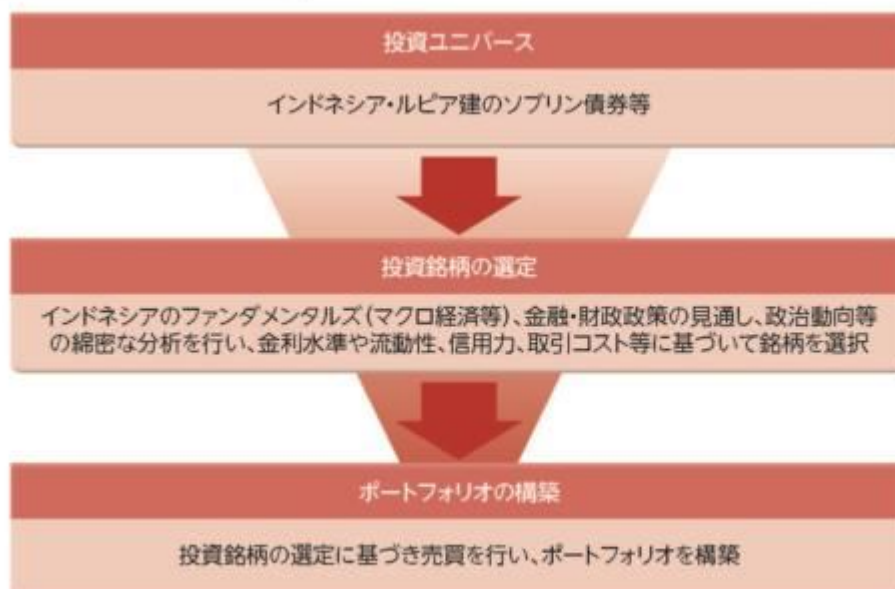 投資ユニバース
インドネシア・ルピア建のソブリン債券等
投資銘柄の選定
インドネシアのファンダメンタルズ(マクロ経済等)、金融・財政政策の見通し、政治動向等
の綿密な分析を行い、金利水準や流動性、信用力、取引コスト等に基づいて銘柄を選択
ポートフォリオの構築
投資銘柄の選定に基づき売買を行い、ポートフォリオを構築